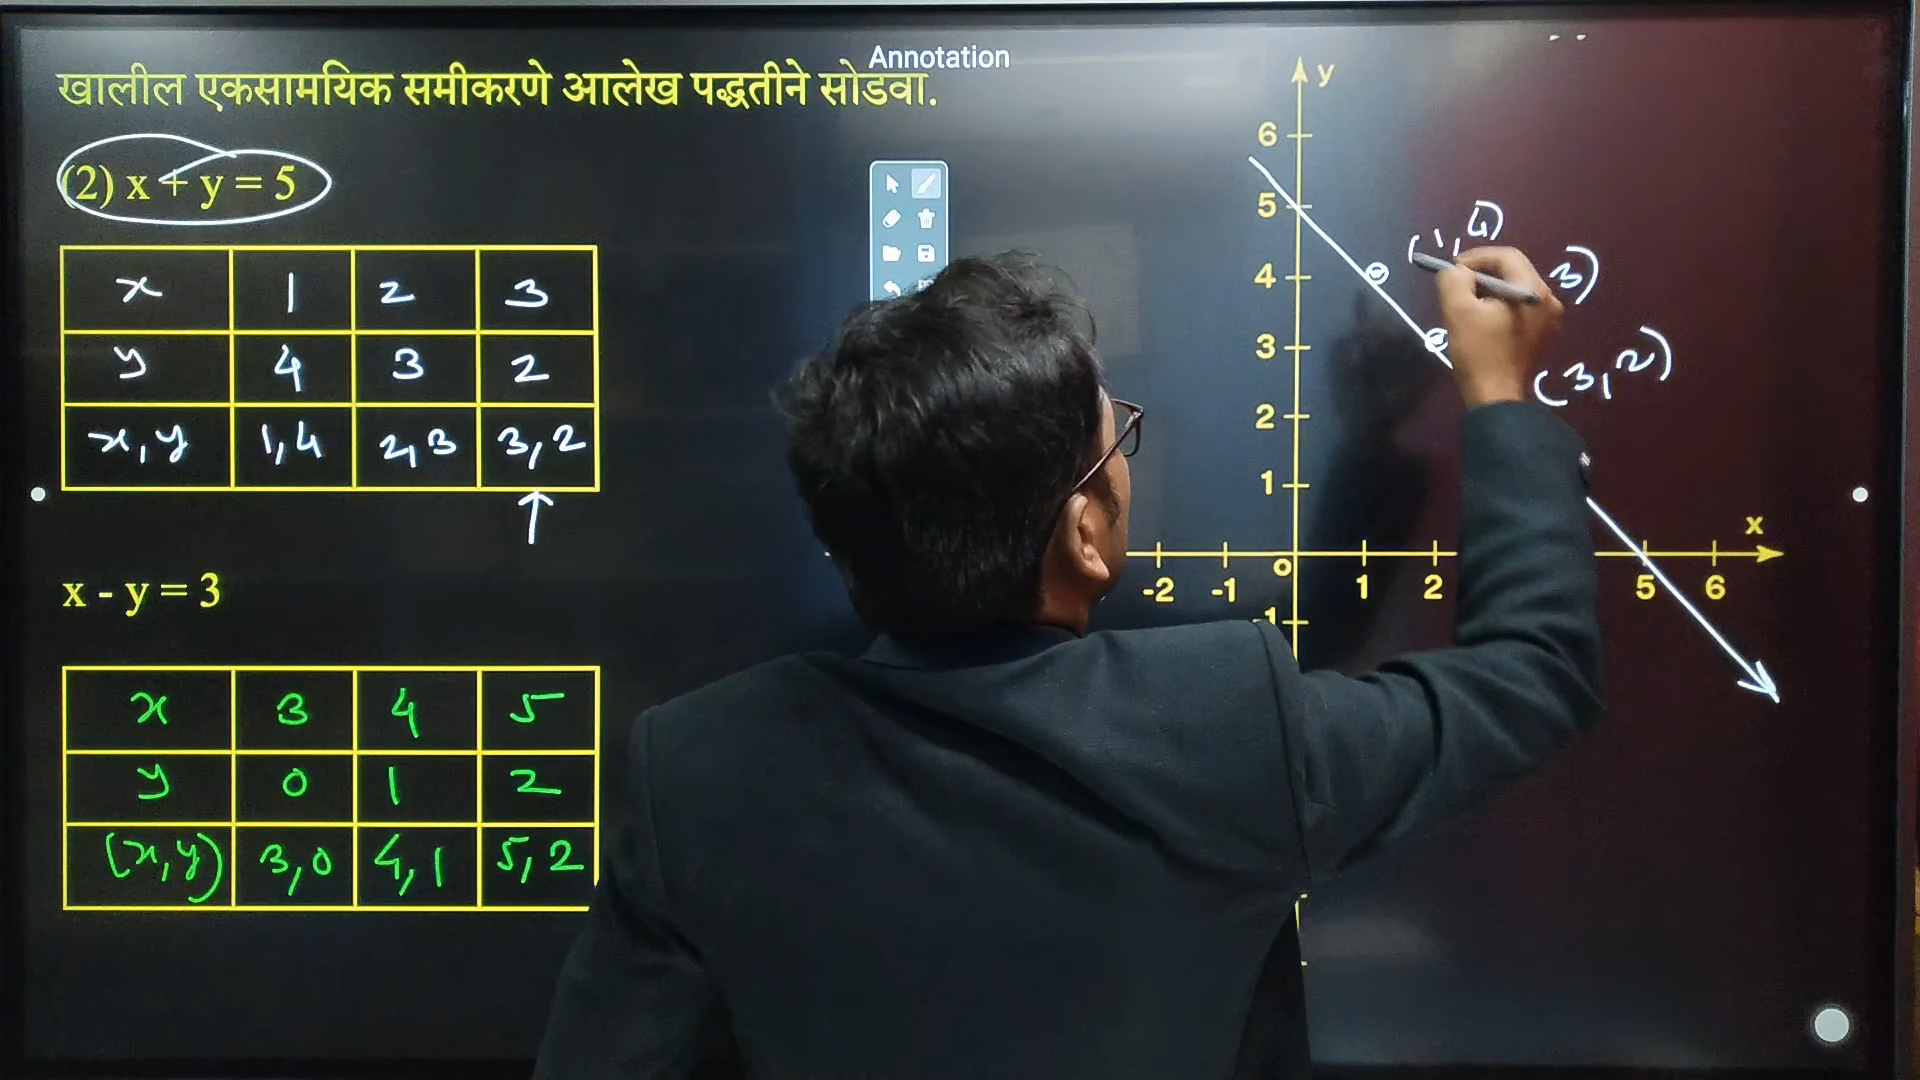 Annotation
खालील एकसामयिक समीकरणे आलेख पद्धतीने सोडवा.
(2) x + y = 5
x 1 2 3
y 4 3 2
x, y 1, 4 2, 3 3, 2
x - y = 3
x 3 4 5
y 0 1 2
(x, y) 3, 0 4, 1 5, 2
y
6
5
4
3
2
1
(1, 4)
3)
(3, 2)
x
-2 -1 0 1 2 5 6
-1